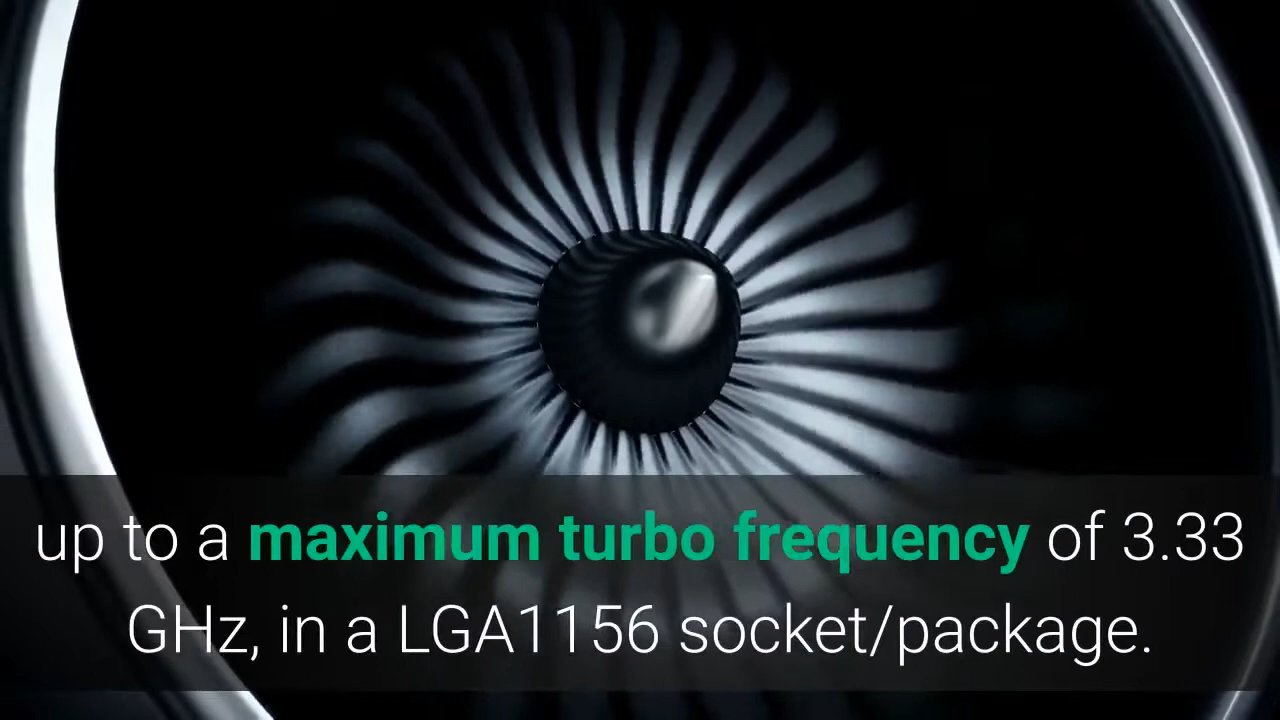 up to a maximum turbo frequency of 3.33
GHz, in a LGA1156 socket/package.